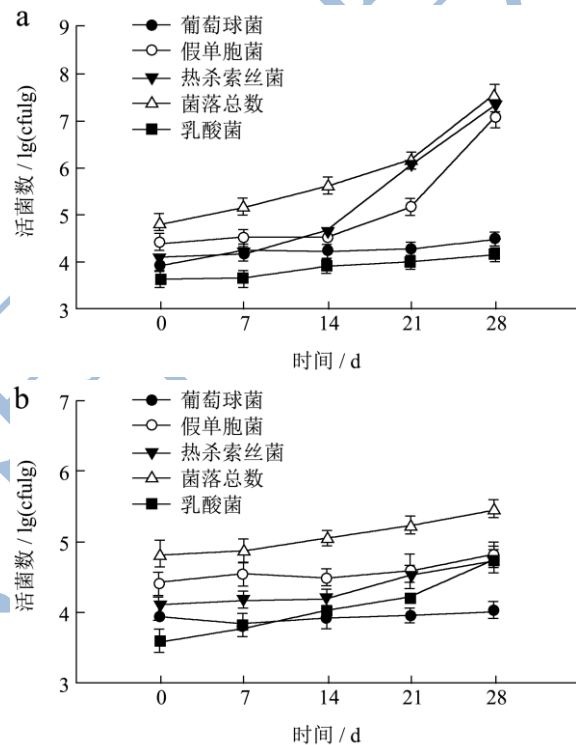 a
9
8
7
6
5
4
3
活菌数 / lg(cfulg)
葡萄球菌
假单胞菌
热杀索丝菌
菌落总数
乳酸菌
0 7 14 21 28
时间 / d
b
7
6
5
4
3
活菌数 / lg(cfulg)
葡萄球菌
假单胞菌
热杀索丝菌
菌落总数
乳酸菌
0 7 14 21 28
时间 / d